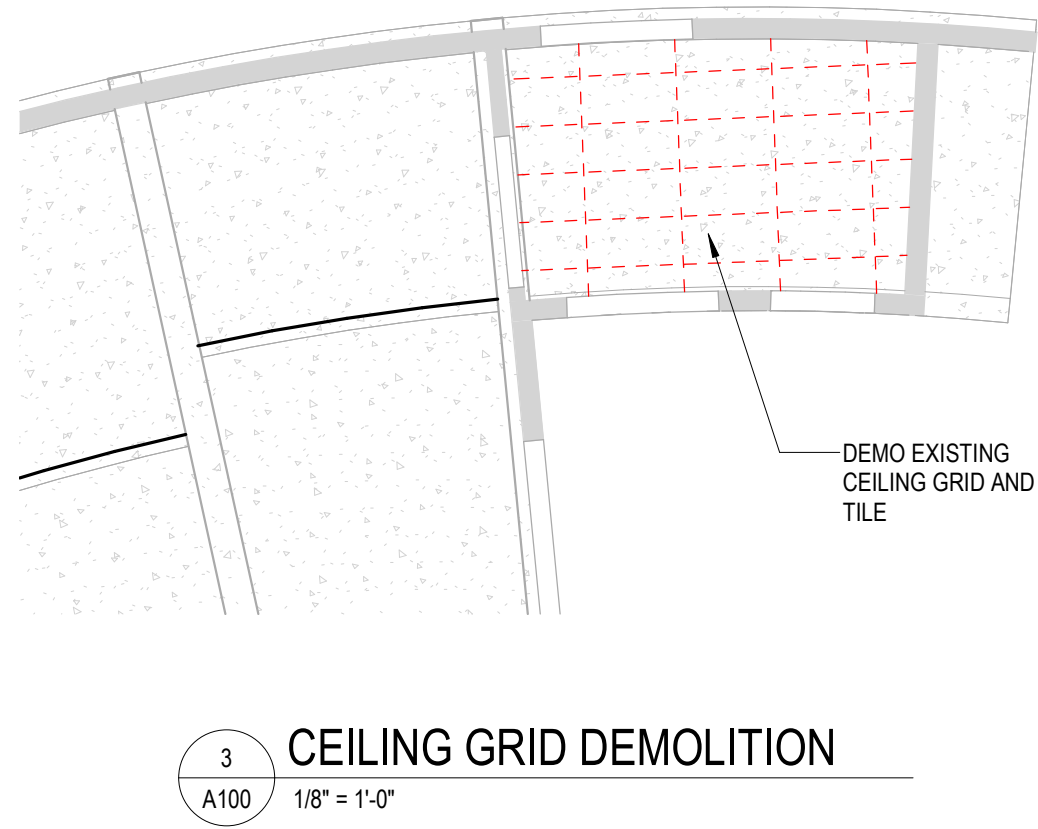 DEMO EXISTING
CEILING GRID AND
TILE
3
CEILING GRID DEMOLITION
A100
1/8" = 1'-0"